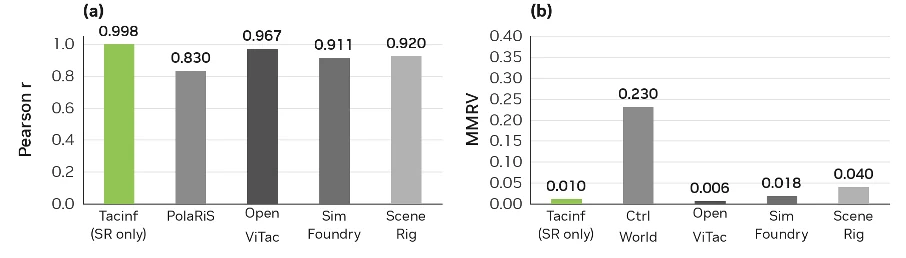 (a)
Pearson r
1.0
0.8
0.6
0.4
0.2
0.0
0.998
0.830
0.967
0.911
0.920
Tacinf
(SR only)
PolaRiS
Open
ViTac
Sim
Foundry
Scene
Rig
(b)
MMRV
0.40
0.35
0.30
0.25
0.20
0.15
0.10
0.05
0.00
0.010
0.230
0.006
0.018
0.040
Tacinf
(SR only)
Ctrl
World
Open
ViTac
Sim
Foundry
Scene
Rig